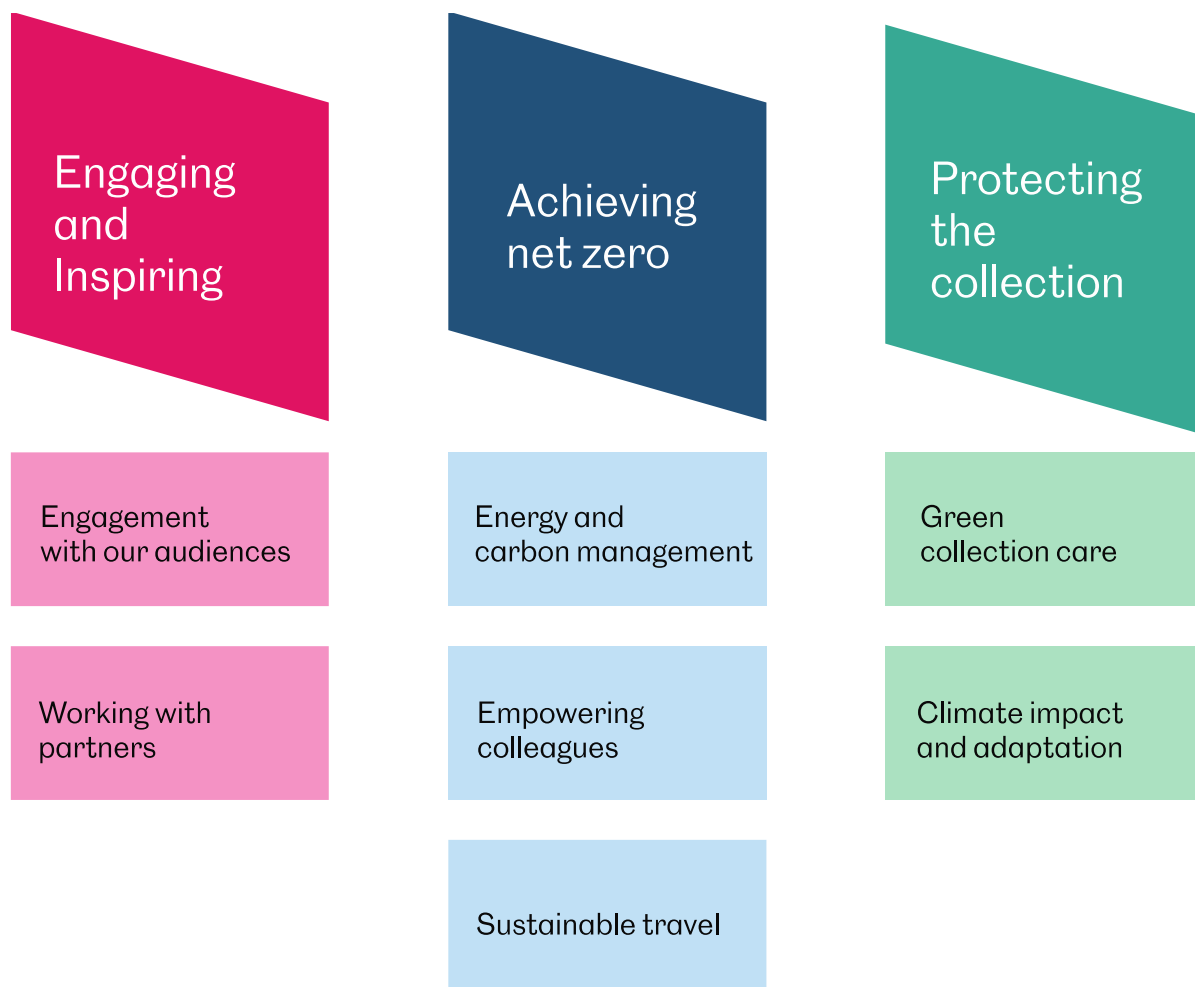 Engaging
and
Inspiring
Engagement
with our audiences
Working with
partners
Achieving
net zero
Energy and
carbon management
Empowering
colleagues
Sustainable travel
Protecting
the
collection
Green
collection care
Climate impact
and adaptation